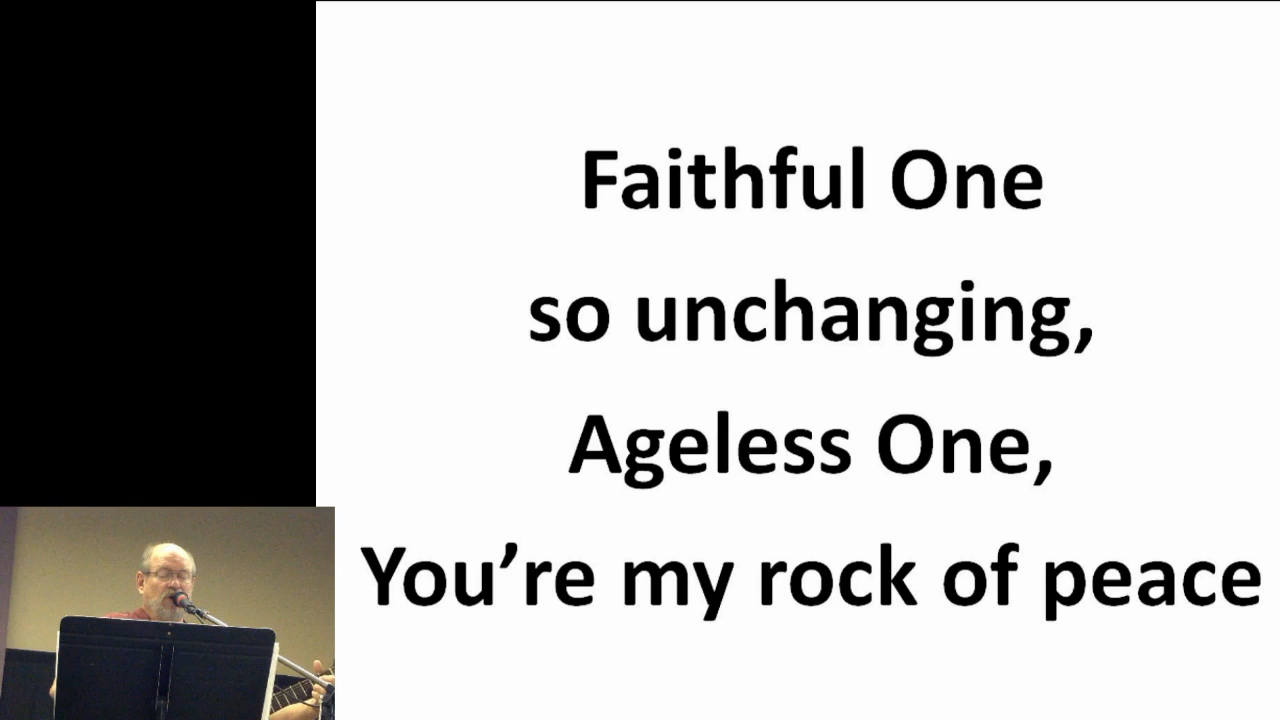 Faithful One
so unchanging,
Ageless One,
You’re my rock of peace